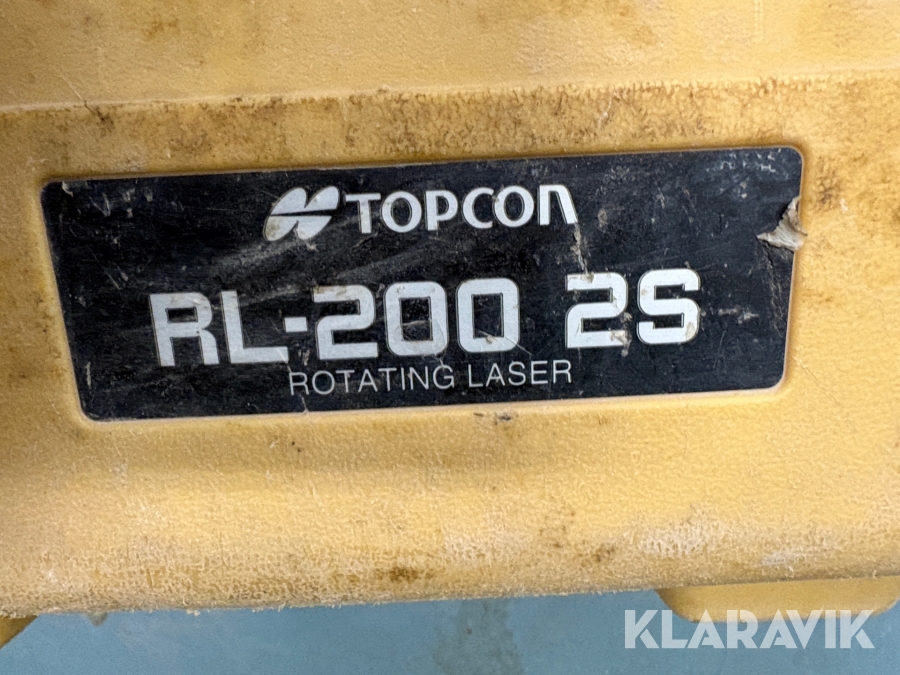 TOPCON
RL-200 2S
ROTATING LASER
KLARAVIK